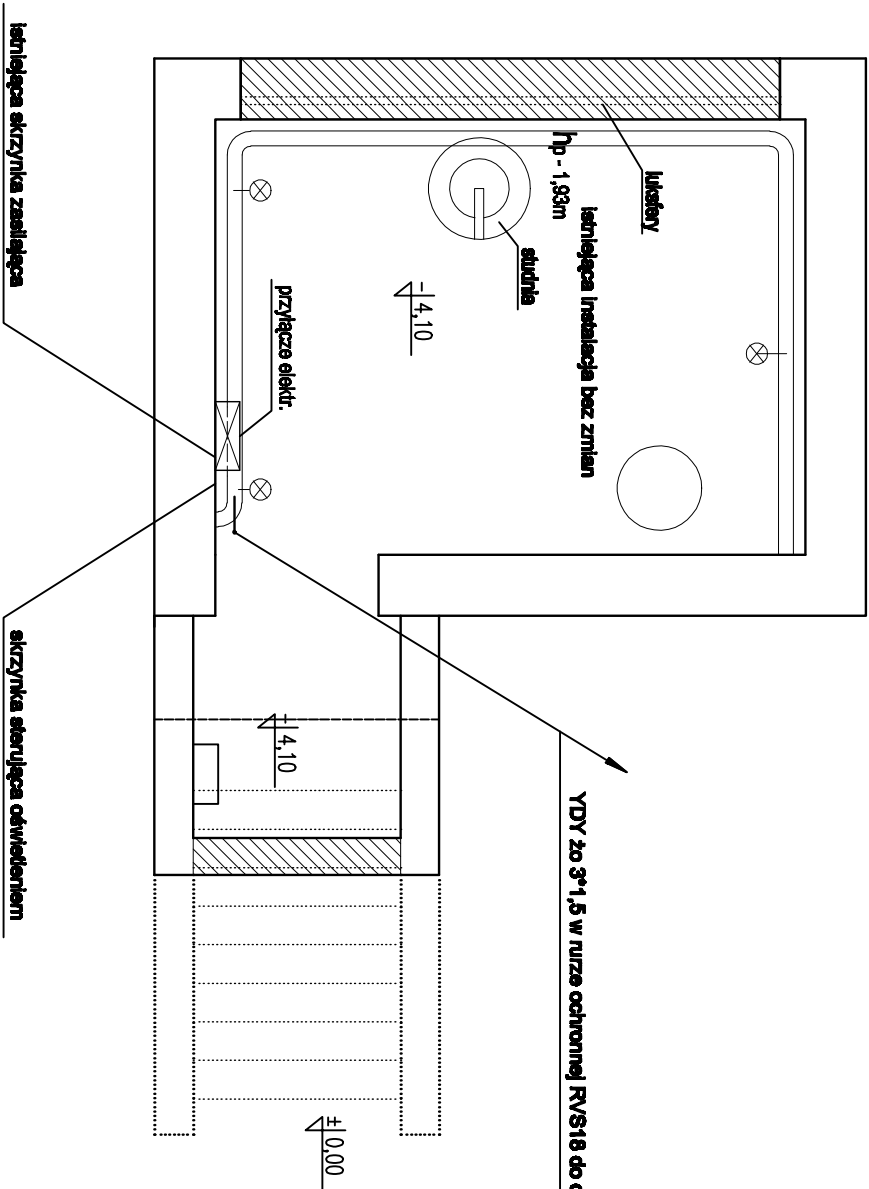 luksfery
hp - 1,93m
istniejąca instalacja bez zmian
studnia
- 4,10
przyłącze elektr.
istniejąca skrzynka zasilająca
skrzynka sterująca oświetleniem
- 4,10
YDY żo 3*1,5 w rurze ochronnej RVS18 do
± 0,00